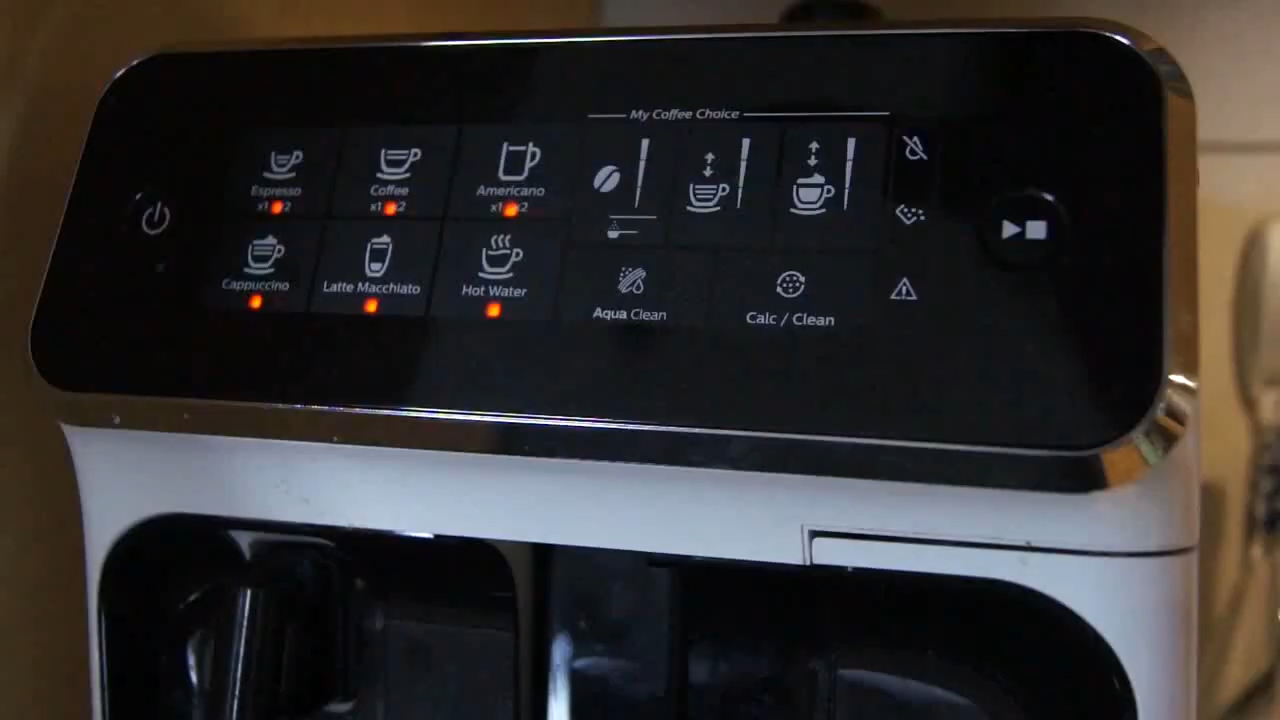 My Coffee Choice
Espresso
x1 x2
Coffee
x1 x2
Americano
x1 x2
Cappuccino
Latte Macchiato
Hot Water
Aqua Clean
Calc / Clean